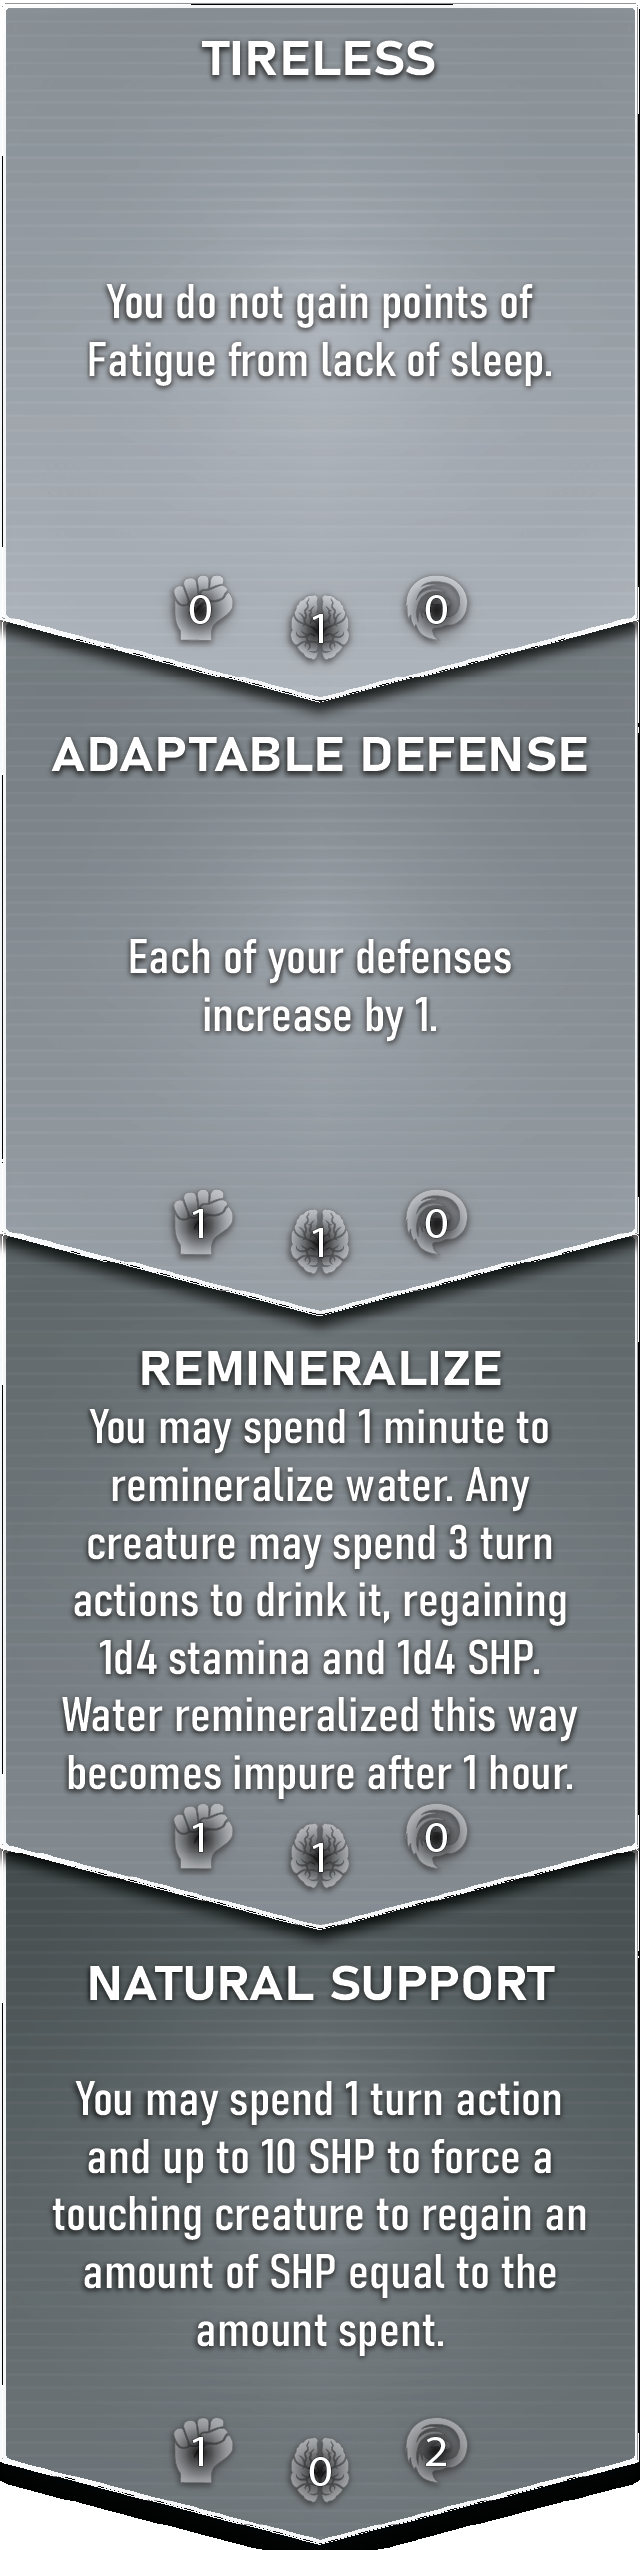 TIRELESS
You do not gain points of
Fatigue from lack of sleep.
0 1 0
ADAPTABLE DEFENSE
Each of your defenses
increase by 1.
1 1 0
REMINERALIZE
You may spend 1 minute to
remineralize water. Any
creature may spend 3 turn
actions to drink it, regaining
1d4 stamina and 1d4 SHP.
Water remineralized this way
becomes impure after 1 hour.
1 1 0
NATURAL SUPPORT
You may spend 1 turn action
and up to 10 SHP to force a
touching creature to regain an
amount of SHP equal to the
amount spent.
1 0 2